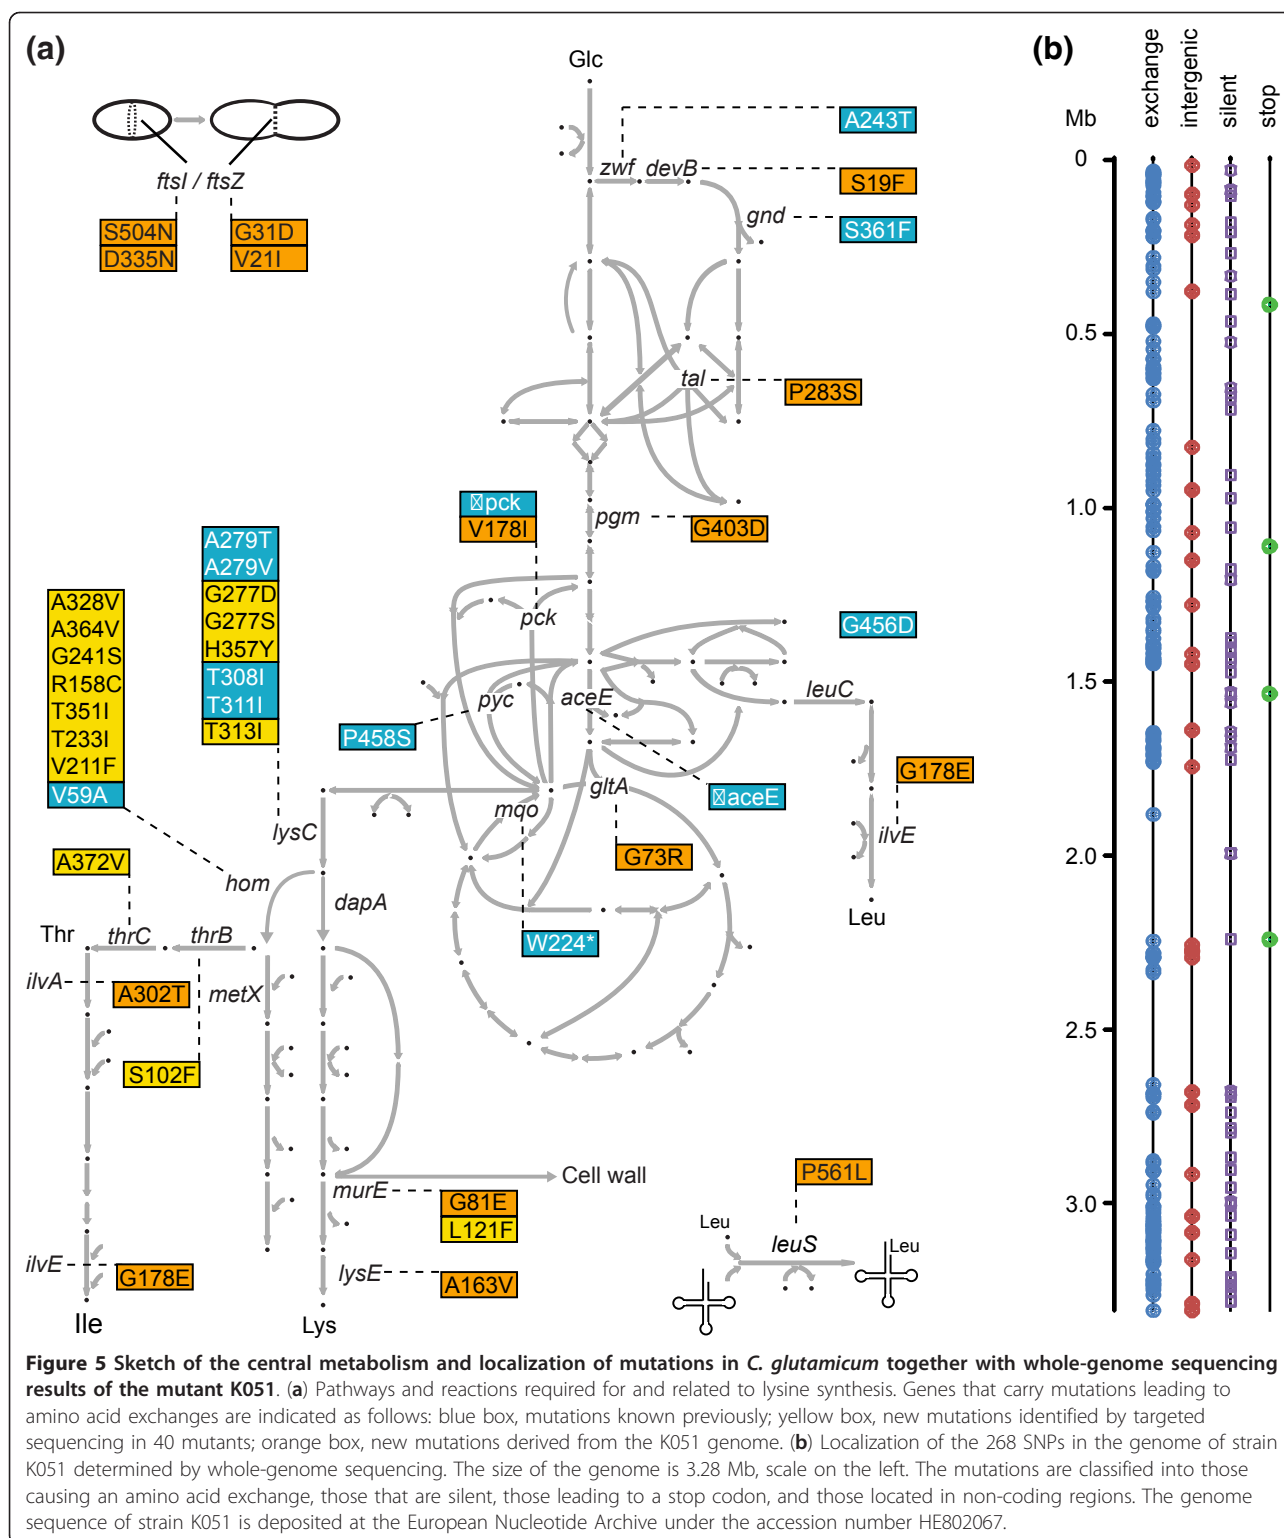 (a)
Glc
ftsI / ftsZ
S504N
D335N
G31D
V21I
zwf
devB
gnd
A243T
S19F
S361F
tal
P283S
pck
V178I
pgm
G403D
pck
A279T
A279V
G277D
G277S
H357Y
T308I
T311I
T313I
A328V
A364V
G241S
R158C
T351I
T233I
V211F
V59A
G456D
pyc
aceE
leuC
P458S
aceE
G178E
ilvE
Leu
mqo
gltA
G73R
W224*
lysC
hom
dapA
A372V
Thr
thrC
thrB
ilvA
A302T
metX
S102F
ilvE
G178E
Ile
murE
Cell wall
G81E
L121F
lysE
A163V
Lys
P561L
Leu
leuS
Leu
(b)
Mb
exchange
intergenic
silent
stop
0
0.5
1.0
1.5
2.0
2.5
3.0
Figure 5 Sketch of the central metabolism and localization of mutations in C. glutamicum together with whole-genome sequencing
results of the mutant K051. (a) Pathways and reactions required for and related to lysine synthesis. Genes that carry mutations leading to
amino acid exchanges are indicated as follows: blue box, mutations known previously; yellow box, new mutations identified by targeted
sequencing in 40 mutants; orange box, new mutations derived from the K051 genome. (b) Localization of the 268 SNPs in the genome of strain
K051 determined by whole-genome sequencing. The size of the genome is 3.28 Mb, scale on the left. The mutations are classified into those
causing an amino acid exchange, those that are silent, those leading to a stop codon, and those located in non-coding regions. The genome
sequence of strain K051 is deposited at the European Nucleotide Archive under the accession number HE802067.